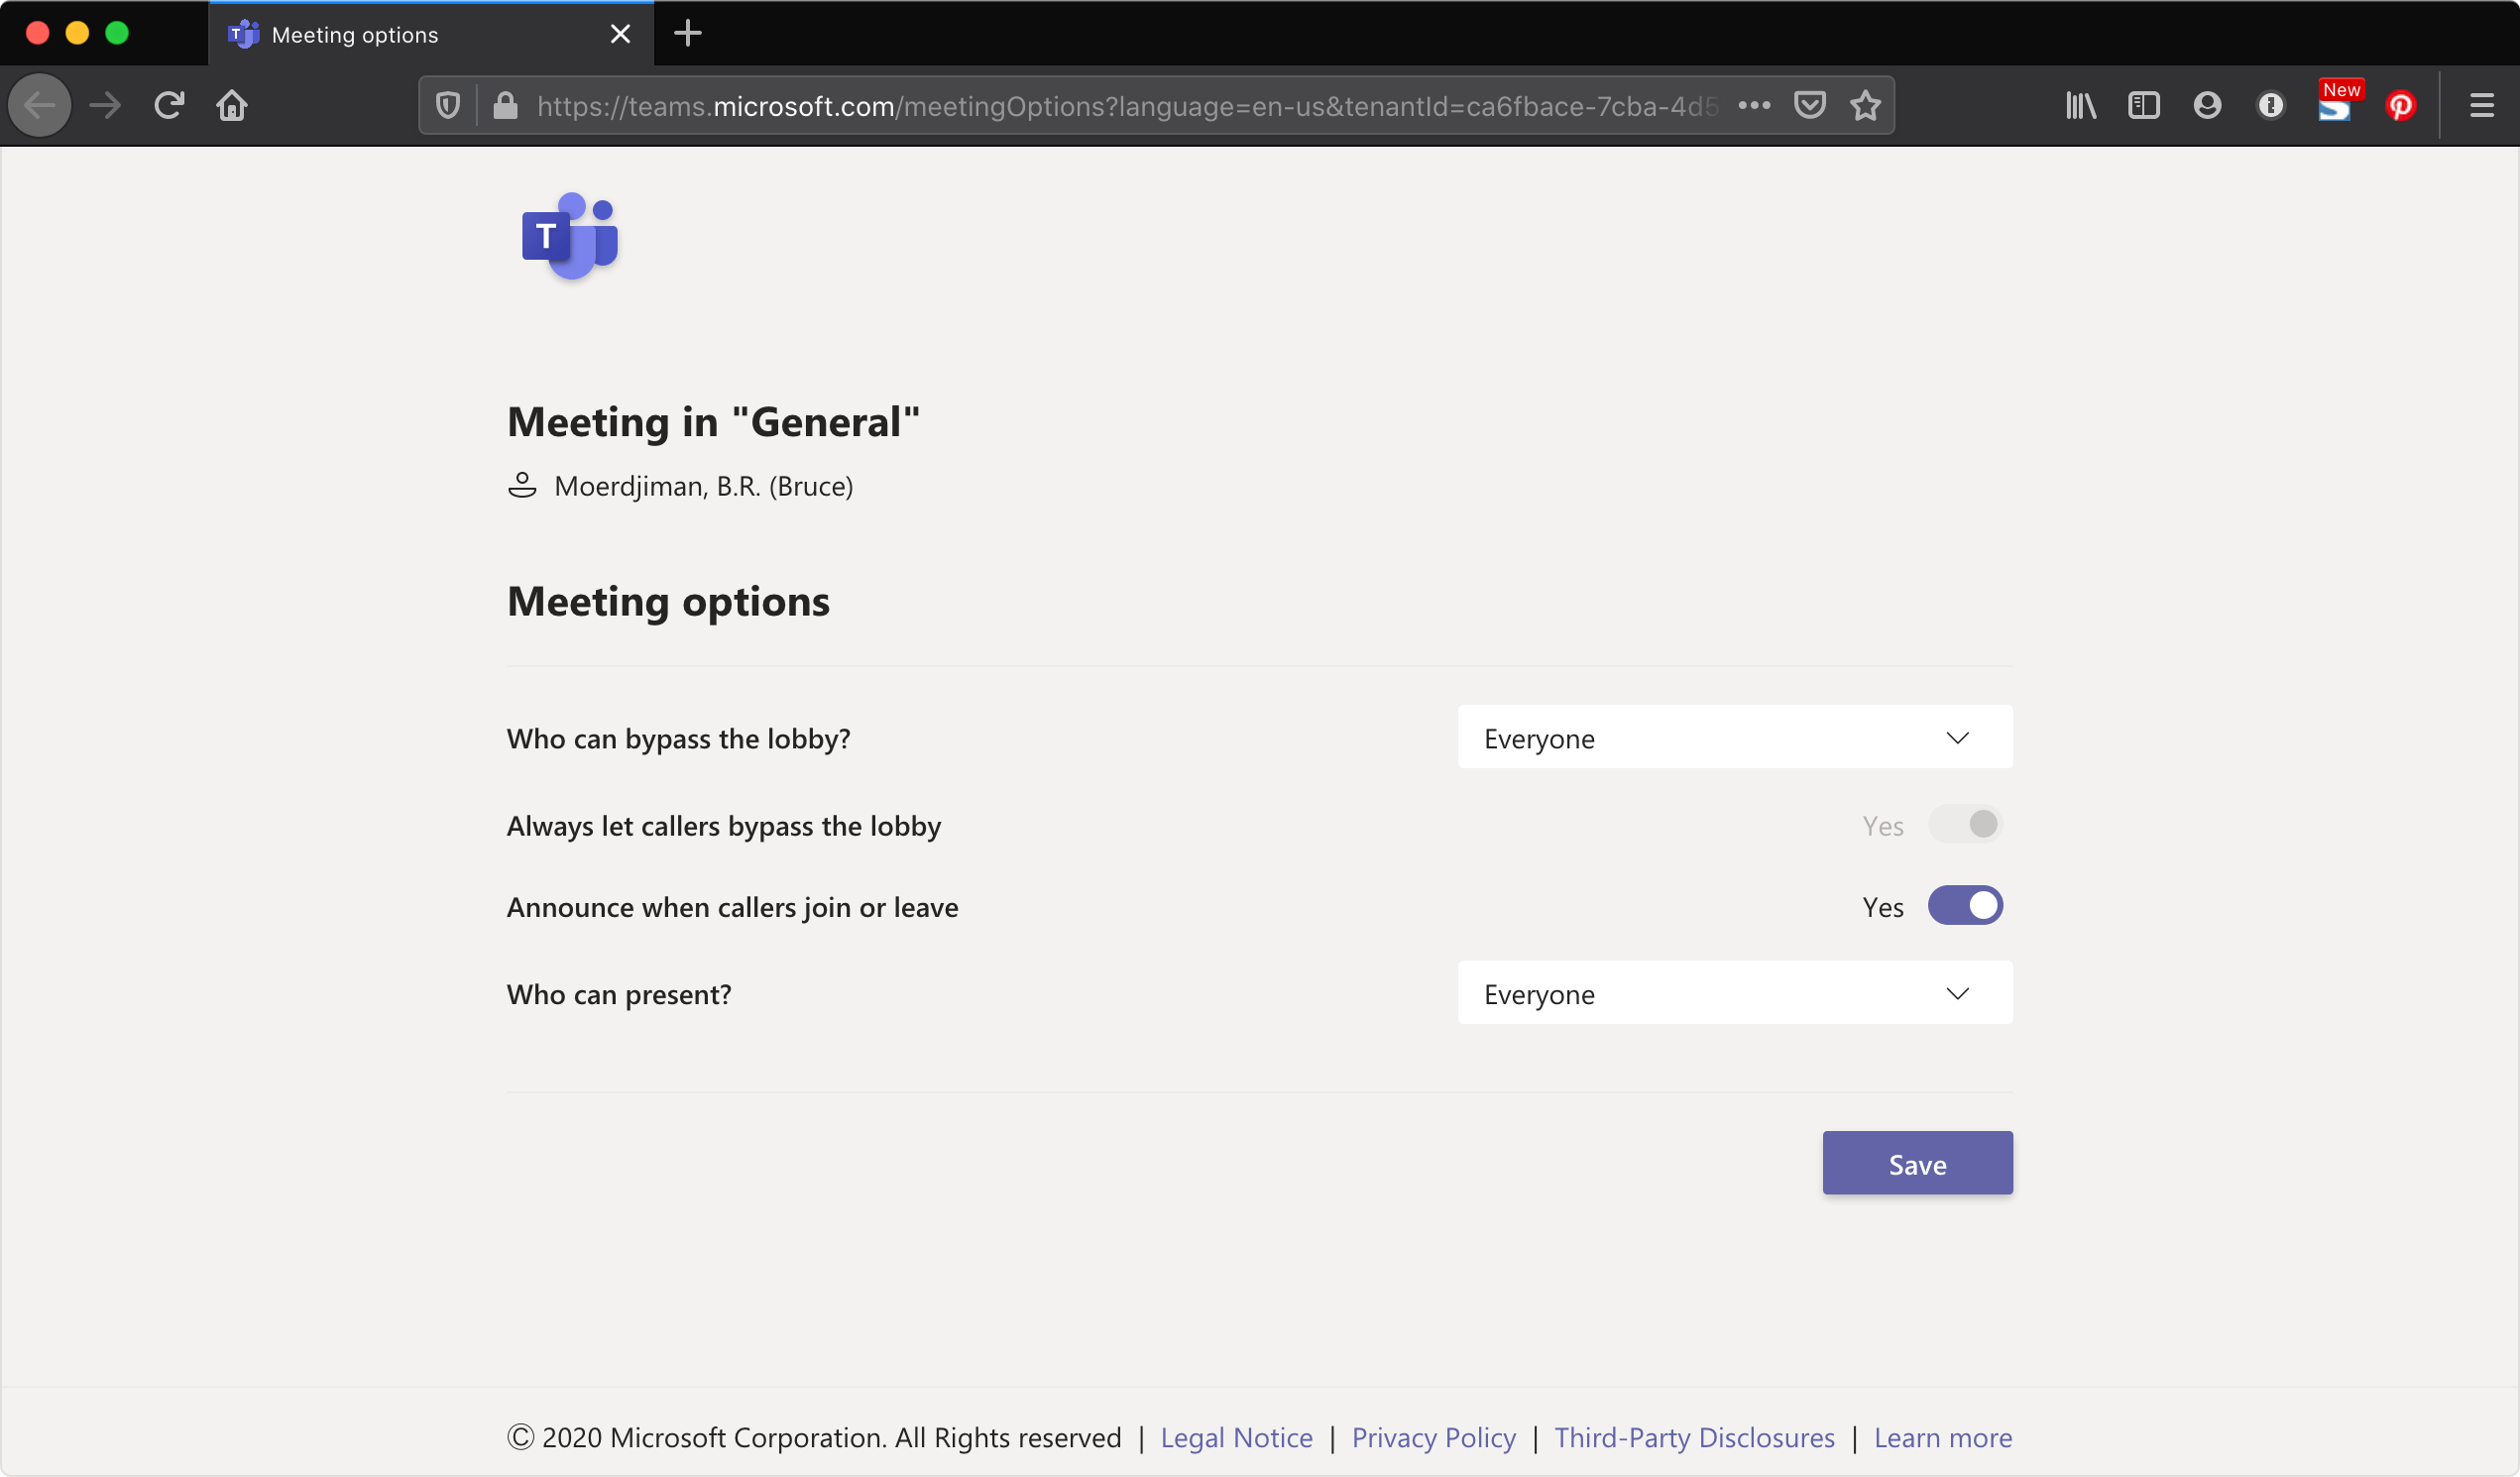 Meeting options
https://teams.microsoft.com/meetingOptions?language=en-us&tenantId=ca6fbace-7cba-4d5
New
T
Meeting in "General"
Moerdjiman, B.R. (Bruce)
Meeting options
Who can bypass the lobby? Everyone
Always let callers bypass the lobby Yes
Announce when callers join or leave Yes
Who can present? Everyone
Save
© 2020 Microsoft Corporation. All Rights reserved | Legal Notice | Privacy Policy | Third-Party Disclosures | Learn more